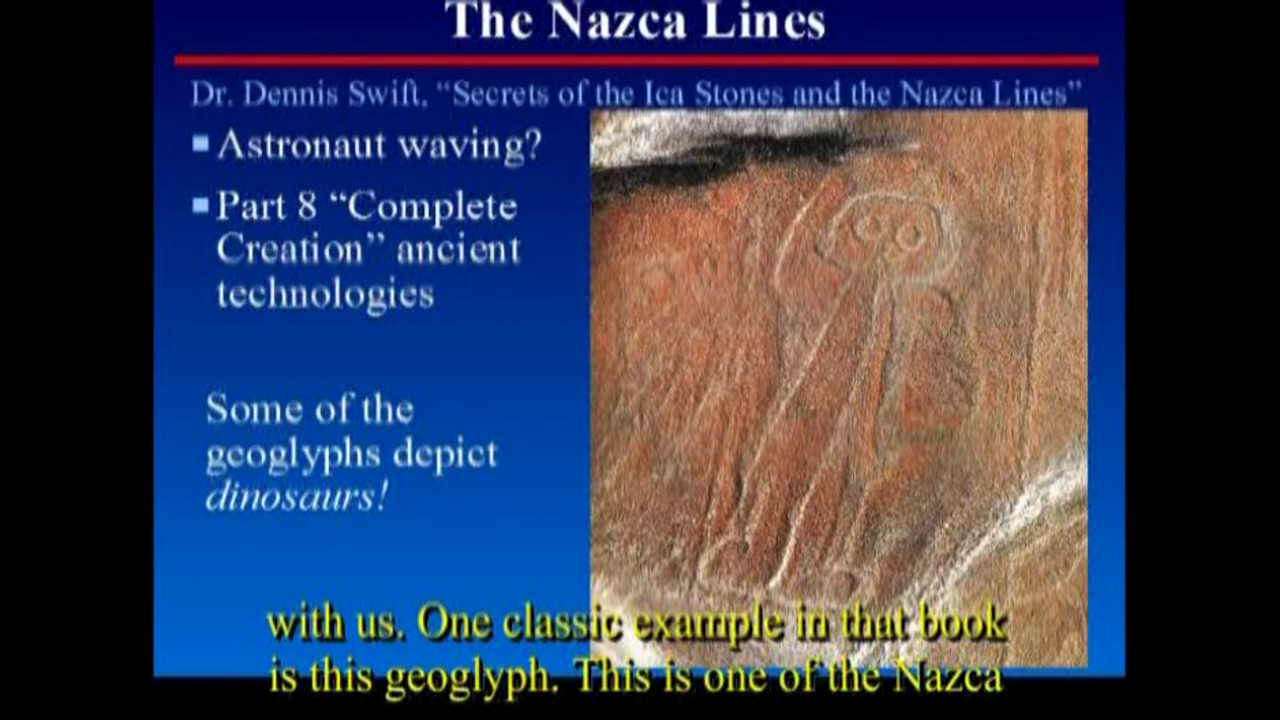 The Nazca Lines
Dr. Dennis Swift, “Secrets of the Ica Stones and the Nazca Lines”
Astronaut waving?
Part 8 “Complete
Creation” ancient
technologies
Some of the
geoglyphs depict
dinosaurs!
with us. One classic example in that book
is this geoglyph. This is one of the Nazca